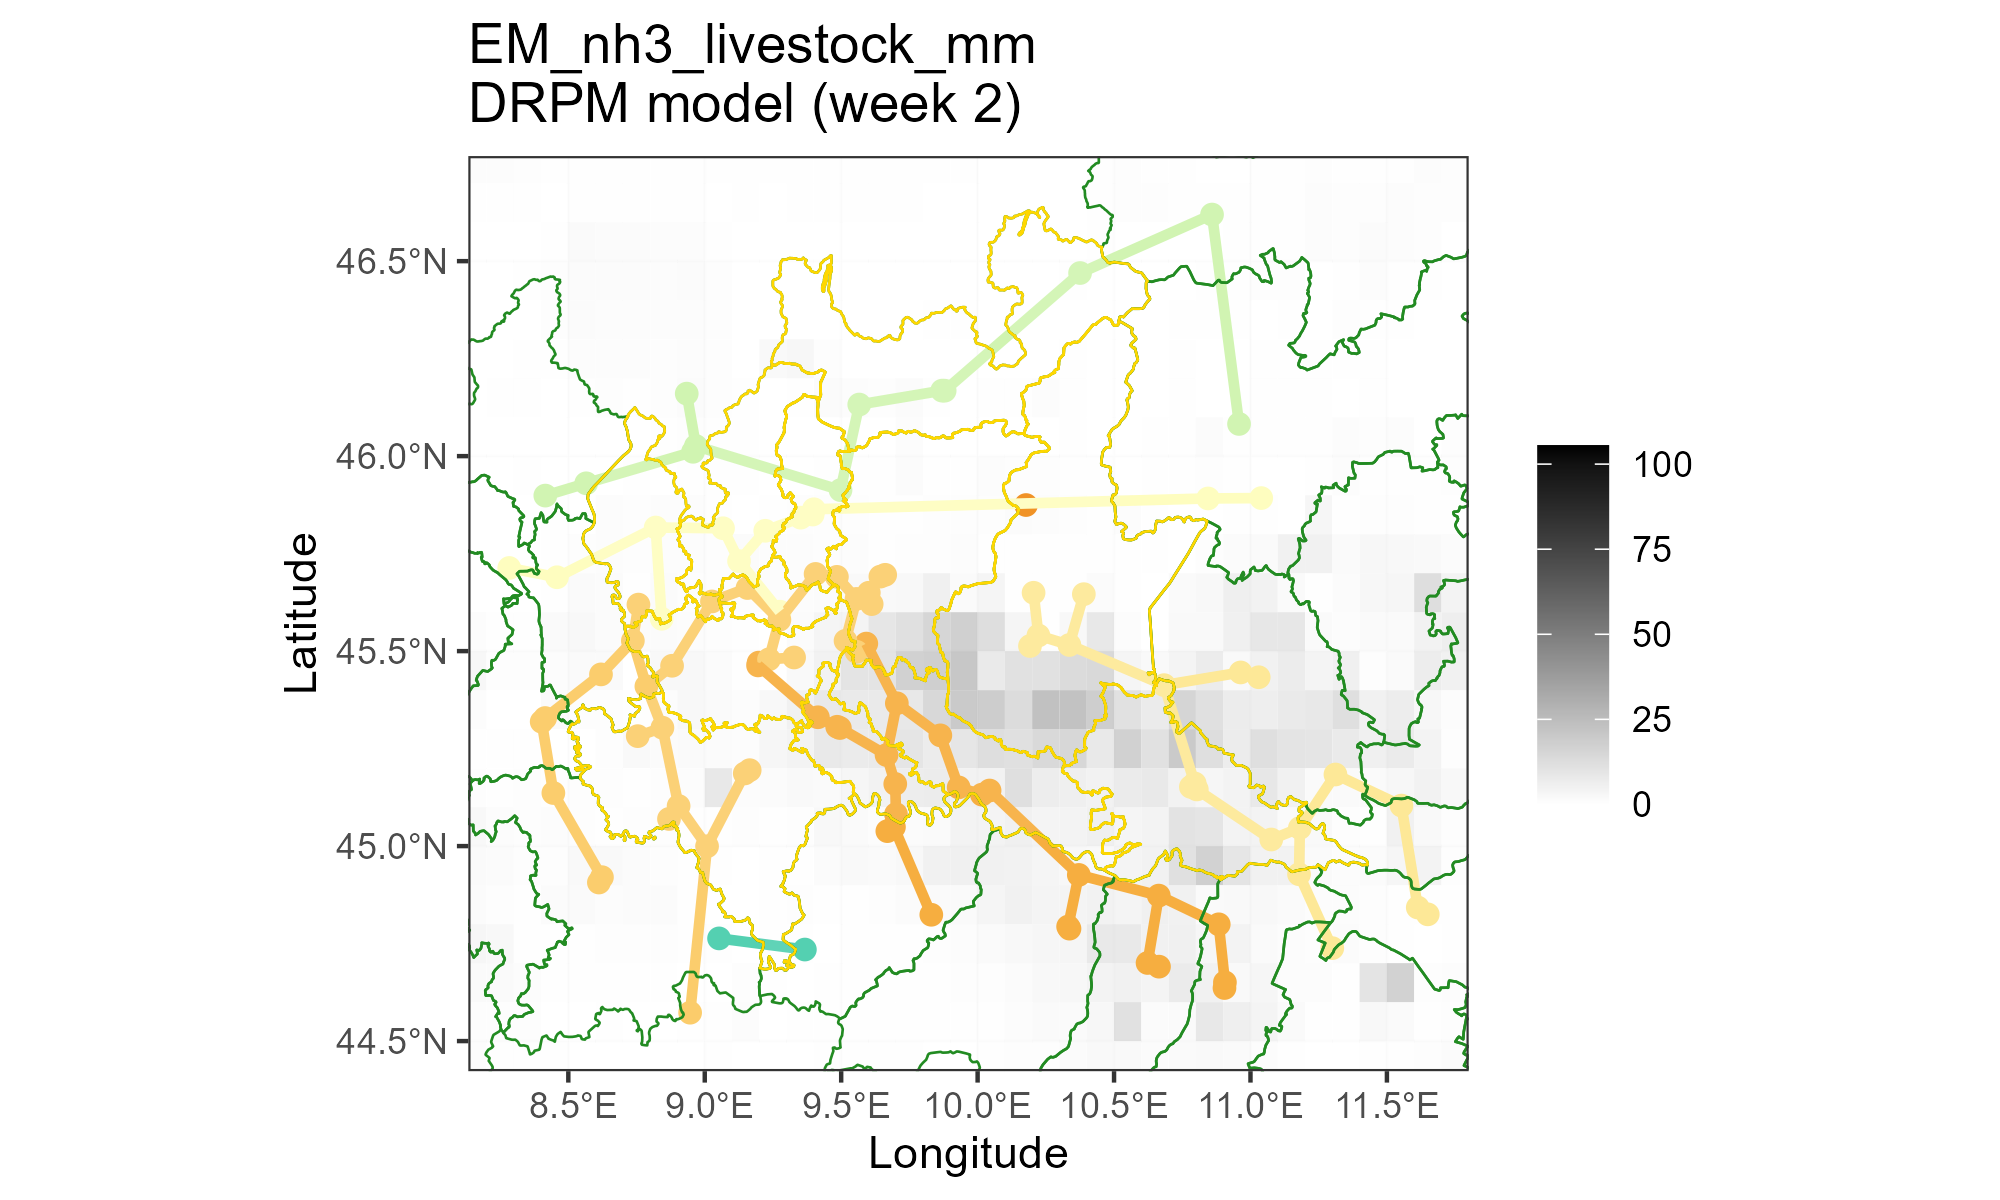 EM_nh3_livestock_mm
DRPM model (week 2)
46.5°N
46.0°N
45.5°N
45.0°N
44.5°N
Latitude
8.5°E 9.0°E 9.5°E 10.0°E 10.5°E 11.0°E 11.5°E
Longitude
100
75
50
25
0